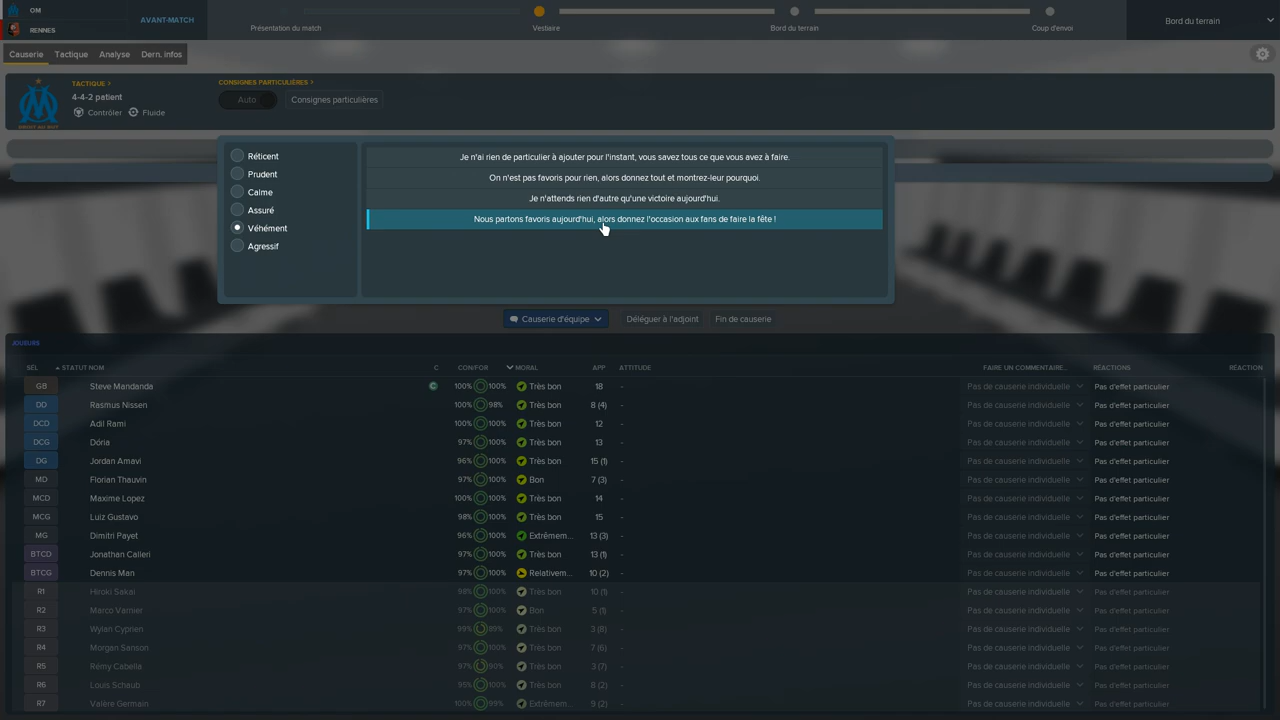 OM
RENNES
AVANT-MATCH
Présentation du match
Vestiaire
Bord du terrain
Coup d'envoi
Bord du terrain
Causerie Tactique Analyse Dern. infos
TACTIQUE >
4-4-2 patient
Contrôler Fluide
CONSIGNES PARTICULIÈRES >
Auto Consignes particulières
Réticent
Prudent
Calme
Assuré
Véhément
Agressif
Je n'ai rien de particulier à ajouter pour l'instant, vous savez tous ce que vous avez à faire.
On n'est pas favoris pour rien, alors donnez tout et montrez-leur pourquoi.
Je n'attends rien d'autre qu'une victoire aujourd'hui.
Nous partons favoris aujourd'hui, alors donnez l'occasion aux fans de faire la fête !
Causerie d'équipe Déléguer à l'adjoint Fin de causerie
JOUEURS
SEL STATUT NOM C CON/FOR MORAL APP ATTITUDE FAIRE UN COMMENTAIRE... RÉACTIONS RÉACTION
GB Steve Mandanda C 100% 100% Très bon 18 - Pas de causerie individuelle Pas d'effet particulier
DD Rasmus Nissen 100% 98% Très bon 8 (4) - Pas de causerie individuelle Pas d'effet particulier
DCD Adil Rami 100% 100% Très bon 12 - Pas de causerie individuelle Pas d'effet particulier
DCG Dória 97% 100% Très bon 13 - Pas de causerie individuelle Pas d'effet particulier
DG Jordan Amavi 96% 100% Très bon 15 (1) - Pas de causerie individuelle Pas d'effet particulier
MD Florian Thauvin 97% 100% Bon 7 (3) - Pas de causerie individuelle Pas d'effet particulier
MCD Maxime Lopez 100% 100% Très bon 14 - Pas de causerie individuelle Pas d'effet particulier
MCG Luiz Gustavo 98% 100% Très bon 15 - Pas de causerie individuelle Pas d'effet particulier
MG Dimitri Payet 96% 100% Extrêmem... 13 (3) - Pas de causerie individuelle Pas d'effet particulier
BTCD Jonathan Calleri 97% 100% Très bon 13 (1) - Pas de causerie individuelle Pas d'effet particulier
BTCG Dennis Man 97% 100% Relativem... 10 (2) - Pas de causerie individuelle Pas d'effet particulier
R1 Hiroki Sakai 98% 100% Très bon 10 (1) - Pas de causerie individuelle Pas d'effet particulier
R2 Marco Varnier 97% 100% Bon 5 (1) - Pas de causerie individuelle Pas d'effet particulier
R3 Wylan Cyprien 99% 89% Très bon 3 (8) - Pas de causerie individuelle Pas d'effet particulier
R4 Morgan Sanson 97% 100% Très bon 7 (6) - Pas de causerie individuelle Pas d'effet particulier
R5 Rémy Cabella 97% 90% Très bon 3 (7) - Pas de causerie individuelle Pas d'effet particulier
R6 Louis Schaub 95% 100% Très bon 8 (2) - Pas de causerie individuelle Pas d'effet particulier
R7 Valère Germain 100% 99% Extrêmem... 9 (2) - Pas de causerie individuelle Pas d'effet particulier